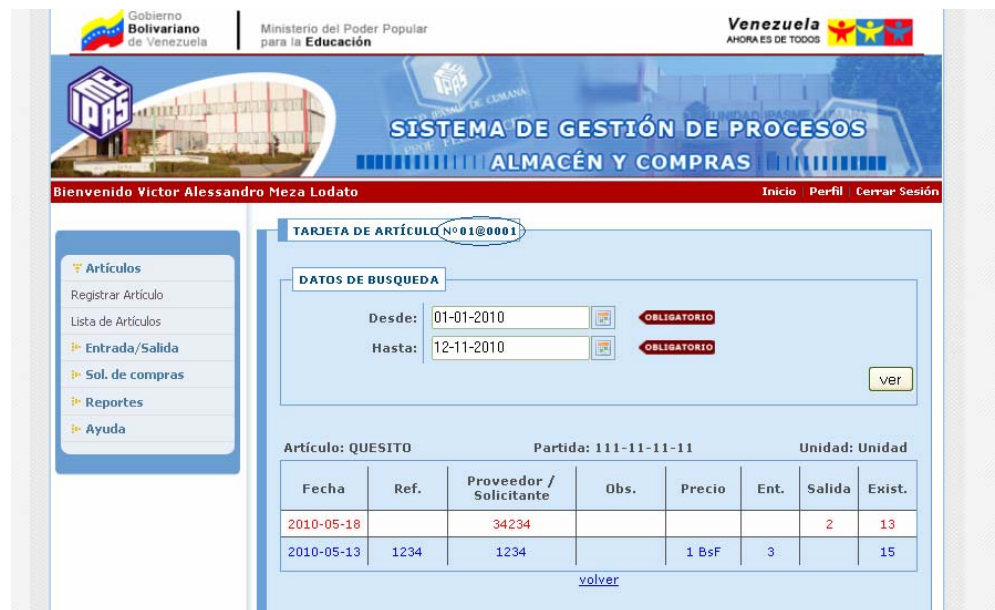 Gobierno
Bolivariano
de Venezuela
Ministerio del Poder Popular
para la Educación
Venezuela
AHORA ES DE TODOS
IPAS
ME
SISTEMA DE GESTIÓN DE PROCESOS
ALMACÉN Y COMPRAS
Bienvenido Victor Alessandro Meza Lodato
Inicio Perfil Cerrar Sesión
Artículos
Registrar Artículo
Lista de Artículos
Entrada/Salida
Sol. de compras
Reportes
Ayuda
TARJETA DE ARTÍCULO Nº01@0001
DATOS DE BUSQUEDA
Desde: 01-01-2010 OBLIGATORIO
Hasta: 12-11-2010 OBLIGATORIO
ver
Artículo: QUESITO Partida: 111-11-11-11 Unidad: Unidad
Fecha Ref. Proveedor / Solicitante Obs. Precio Ent. Salida Exist.
2010-05-18 34234 2 13
2010-05-13 1234 1234 1 BsF 3 15
volver